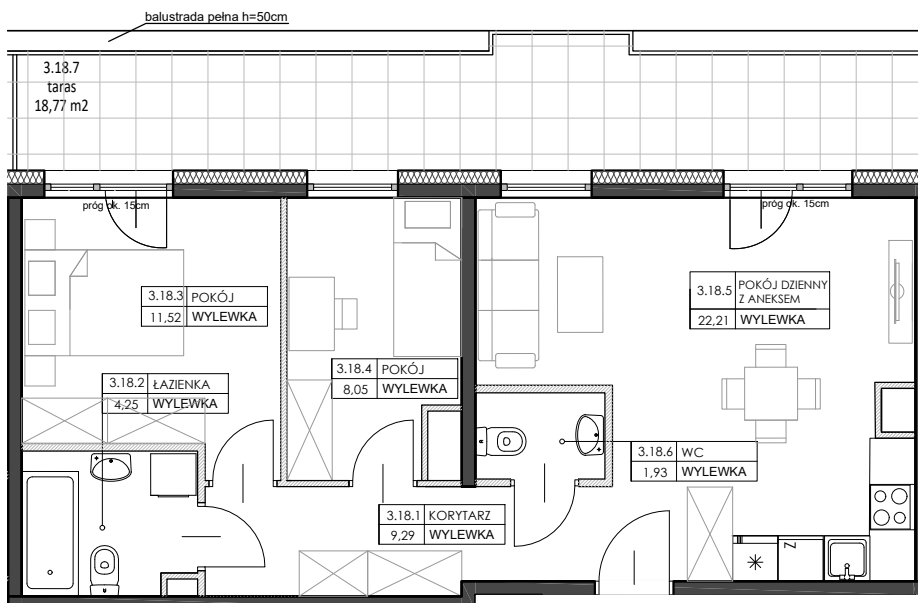 balustrada pełna h=50cm
3.18.7
taras
18,77 m2
próg ok. 15cm
próg ok. 15cm
3.18.3 POKÓJ
11,52 WYLEWKA
3.18.5 POKÓJ DZIENNY
Z ANEKSEM
22,21 WYLEWKA
3.18.4 POKÓJ
8,05 WYLEWKA
3.18.2 ŁAZIENKA
4,25 WYLEWKA
3.18.6 WC
1,93 WYLEWKA
3.18.1 KORYTARZ
9,29 WYLEWKA
Z